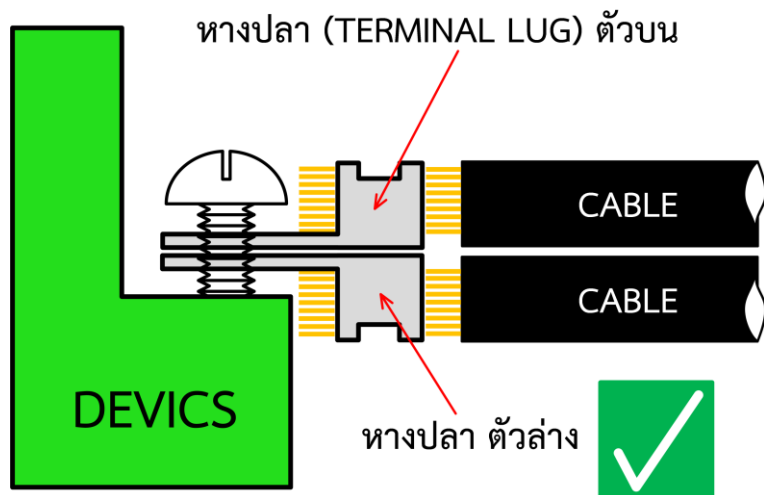 หางปลา (TERMINAL LUG) ตัวบน
CABLE
CABLE
DEVICS
หางปลา ตัวล่าง